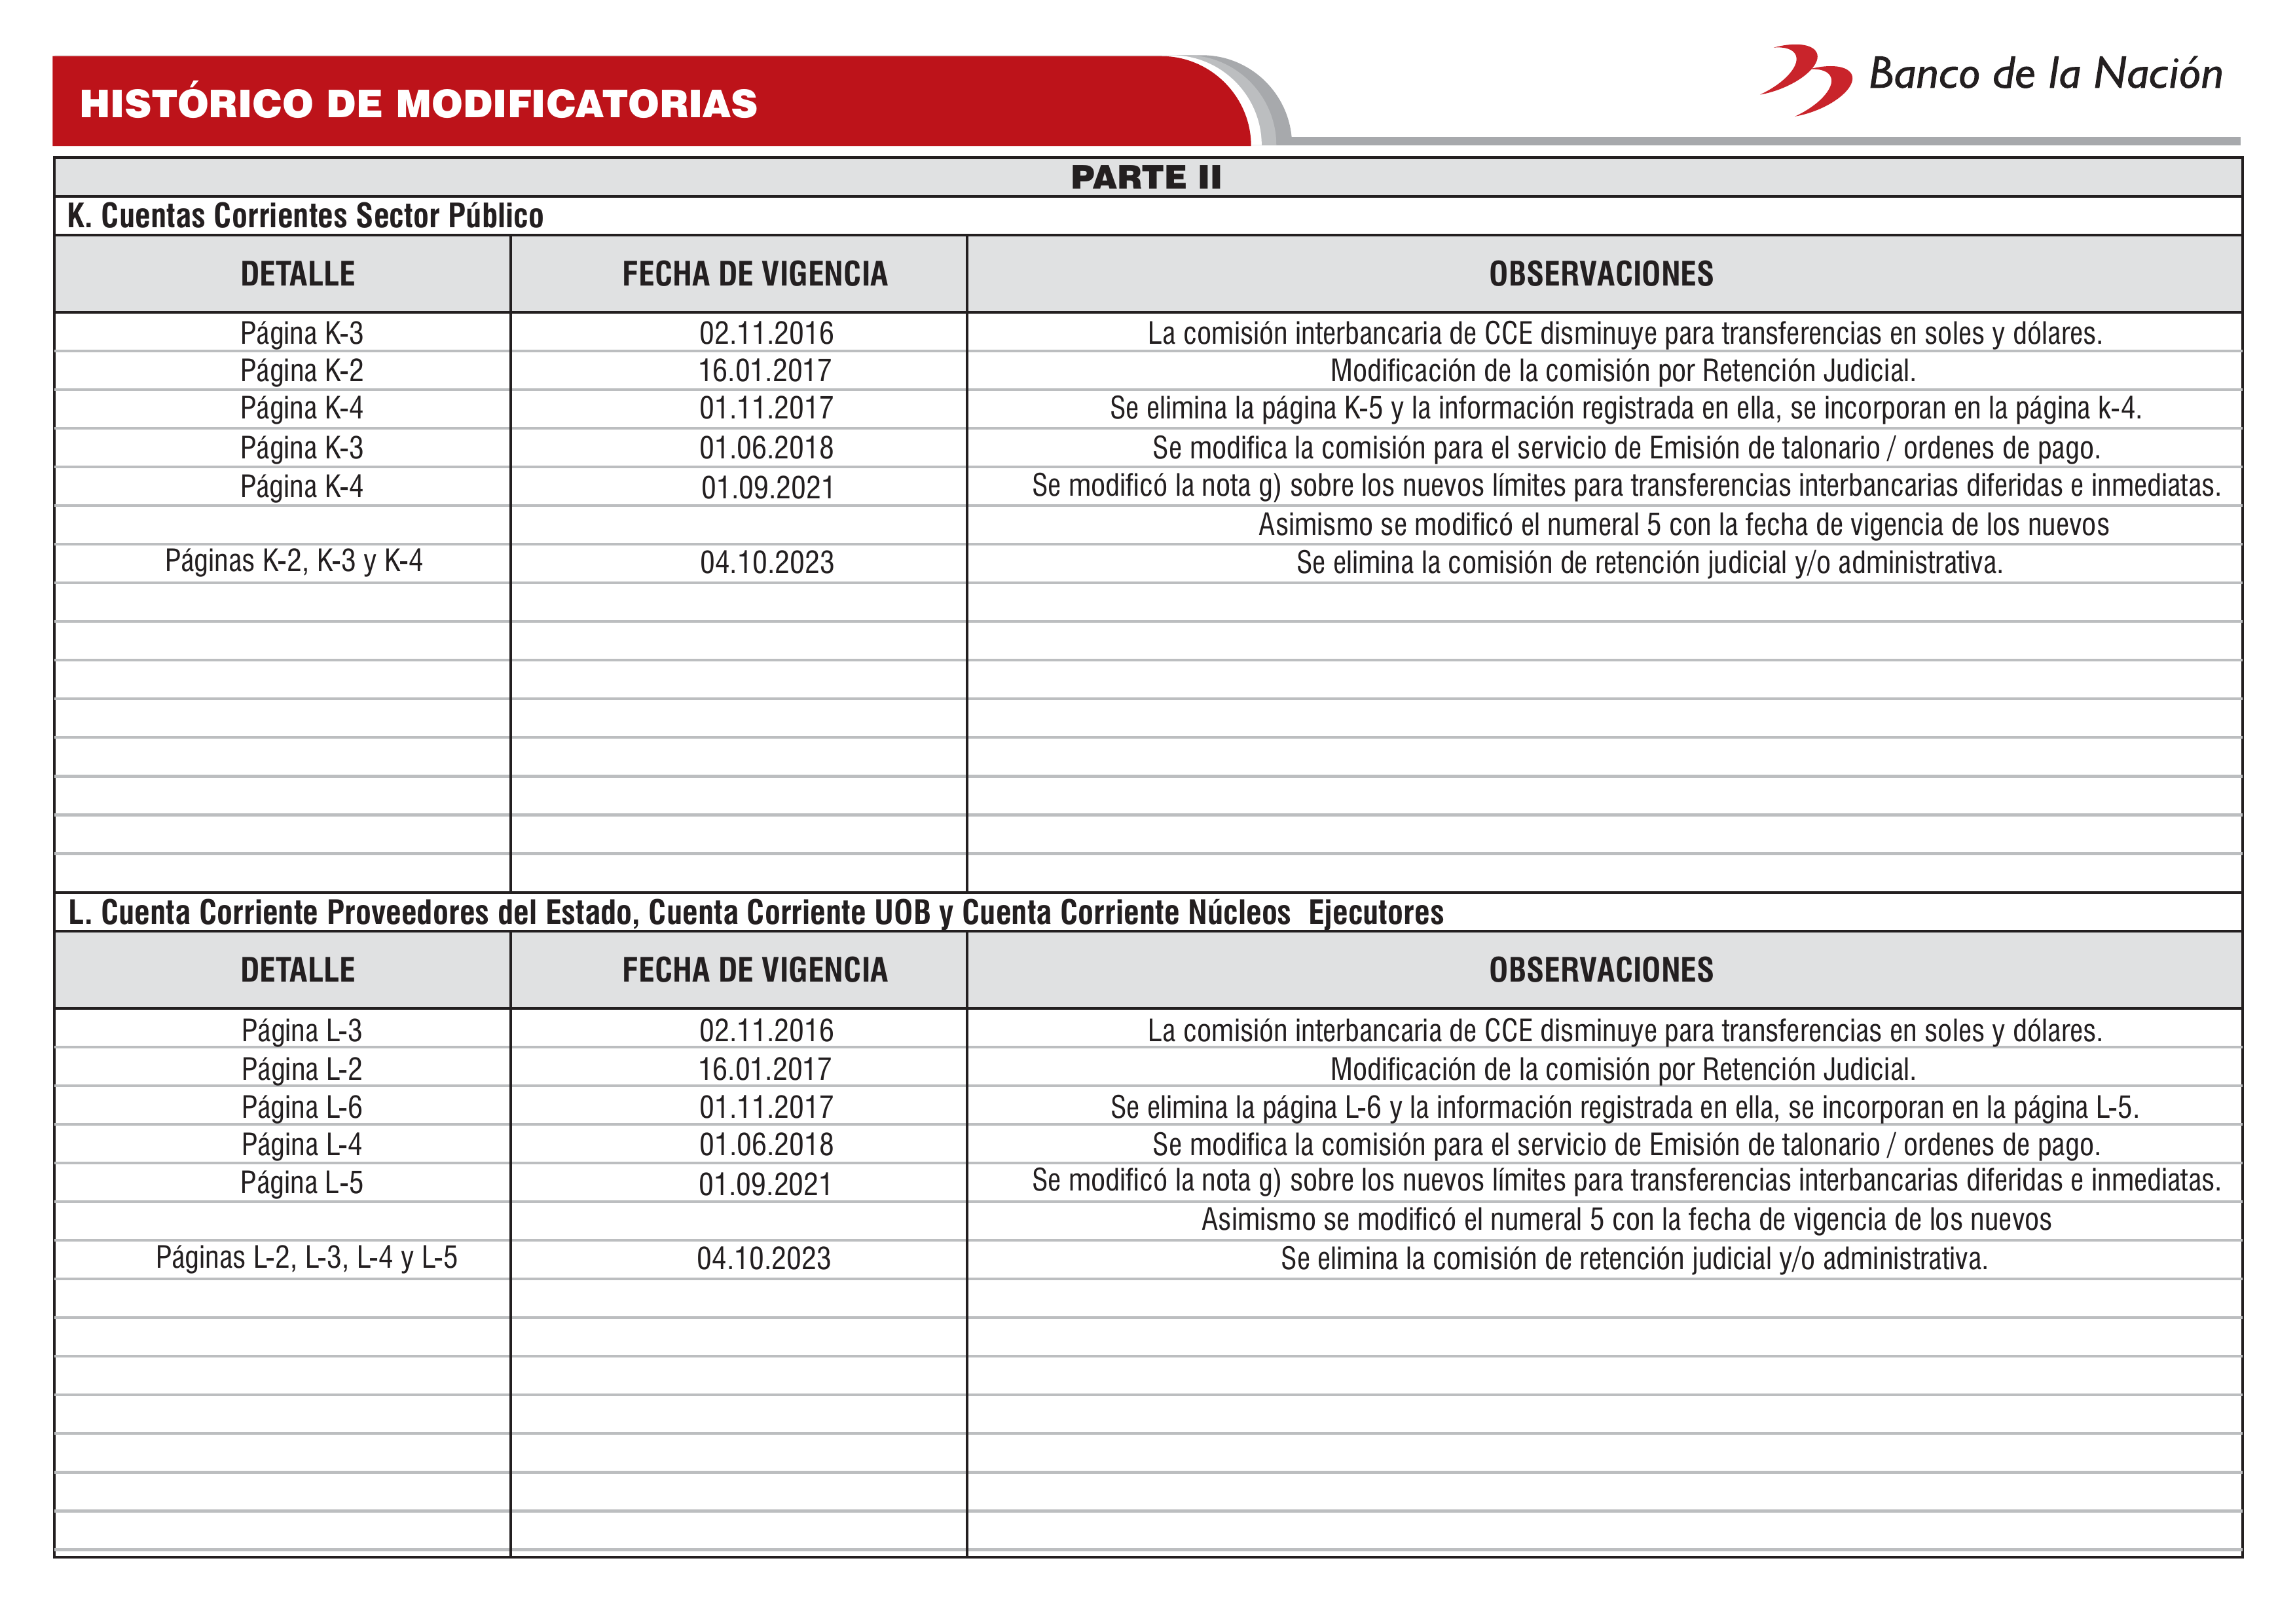 HISTÓRICO DE MODIFICATORIAS
Banco de la Nación
PARTE II
K. Cuentas Corrientes Sector Público
DETALLE FECHA DE VIGENCIA OBSERVACIONES
Página K-3 02.11.2016 La comisión interbancaria de CCE disminuye para transferencias en soles y dólares.
Página K-2 16.01.2017 Modificación de la comisión por Retención Judicial.
Página K-4 01.11.2017 Se elimina la página K-5 y la información registrada en ella, se incorporan en la página k-4.
Página K-3 01.06.2018 Se modifica la comisión para el servicio de Emisión de talonario / ordenes de pago.
Página K-4 01.09.2021 Se modificó la nota g) sobre los nuevos límites para transferencias interbancarias diferidas e inmediatas.
Asimismo se modificó el numeral 5 con la fecha de vigencia de los nuevos
Páginas K-2, K-3 y K-4 04.10.2023 Se elimina la comisión de retención judicial y/o administrativa.
L. Cuenta Corriente Proveedores del Estado, Cuenta Corriente UOB y Cuenta Corriente Núcleos Ejecutores
DETALLE FECHA DE VIGENCIA OBSERVACIONES
Página L-3 02.11.2016 La comisión interbancaria de CCE disminuye para transferencias en soles y dólares.
Página L-2 16.01.2017 Modificación de la comisión por Retención Judicial.
Página L-6 01.11.2017 Se elimina la página L-6 y la información registrada en ella, se incorporan en la página L-5.
Página L-4 01.06.2018 Se modifica la comisión para el servicio de Emisión de talonario / ordenes de pago.
Página L-5 01.09.2021 Se modificó la nota g) sobre los nuevos límites para transferencias interbancarias diferidas e inmediatas.
Asimismo se modificó el numeral 5 con la fecha de vigencia de los nuevos
Páginas L-2, L-3, L-4 y L-5 04.10.2023 Se elimina la comisión de retención judicial y/o administrativa.